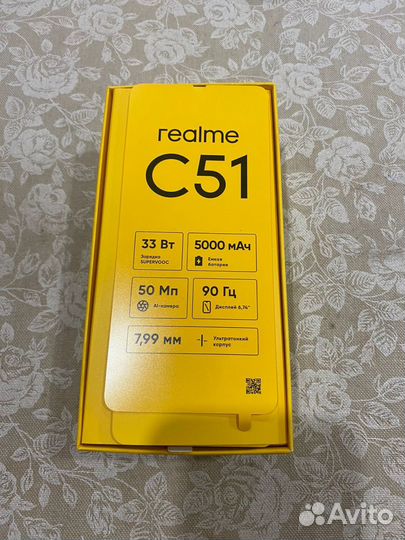 realme
C51
33 Вт
Зарядка
SUPERVOOC
5000 мАч
Емкая
батарея
50 Мп
AI-камера
90 Гц
Дисплей 6,74"
7,99 мм
Ультратонкий
корпус
Avito